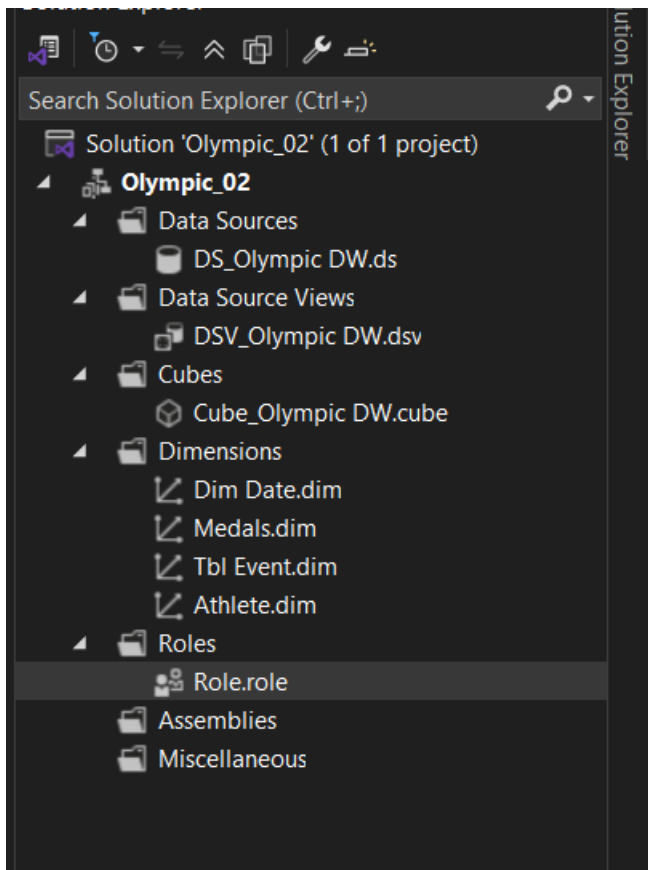 Search Solution Explorer (Ctrl+;)
Solution 'Olympic_02' (1 of 1 project)
Olympic_02
Data Sources
DS_Olympic DW.ds
Data Source Views
DSV_Olympic DW.dsv
Cubes
Cube_Olympic DW.cube
Dimensions
Dim Date.dim
Medals.dim
Tbl Event.dim
Athlete.dim
Roles
Role.role
Assemblies
Miscellaneous
Explorer